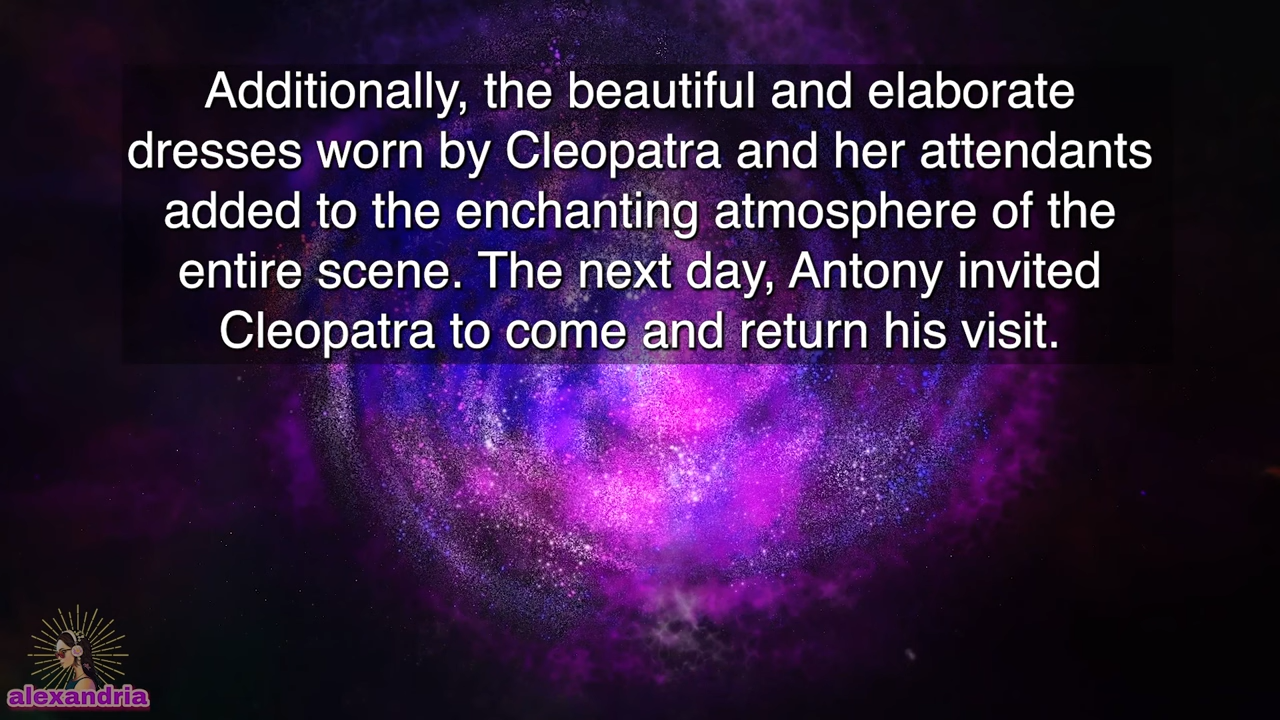 Additionally, the beautiful and elaborate
dresses worn by Cleopatra and her attendants
added to the enchanting atmosphere of the
entire scene. The next day, Antony invited
Cleopatra to come and return his visit.
alexandria